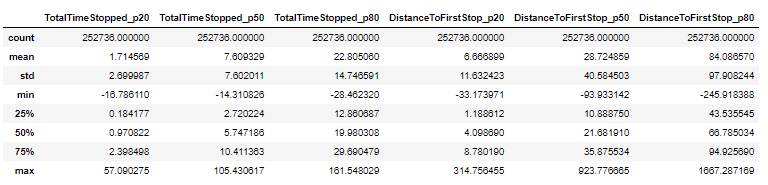 TotalTimeStopped_p20 TotalTimeStopped_p50 TotalTimeStopped_p80 DistanceToFirstStop_p20 DistanceToFirstStop_p50 DistanceToFirstStop_p80
count 252736.000000 252736.000000 252736.000000 252736.000000 252736.000000 252736.000000
mean 1.714569 7.609329 22.805060 6.666899 28.724859 84.086570
std 2.699987 7.602011 14.746591 11.632423 40.584503 97.908244
min -16.786110 -14.310826 -28.462320 -33.173971 -93.933142 -245.918388
25% 0.184177 2.720224 12.860687 1.188612 10.888750 43.535545
50% 0.970822 5.747186 19.980308 4.098690 21.681910 66.785034
75% 2.398498 10.411363 29.690479 8.780190 35.875534 94.925690
max 57.090275 105.430617 161.548029 314.756455 923.776665 1667.287169